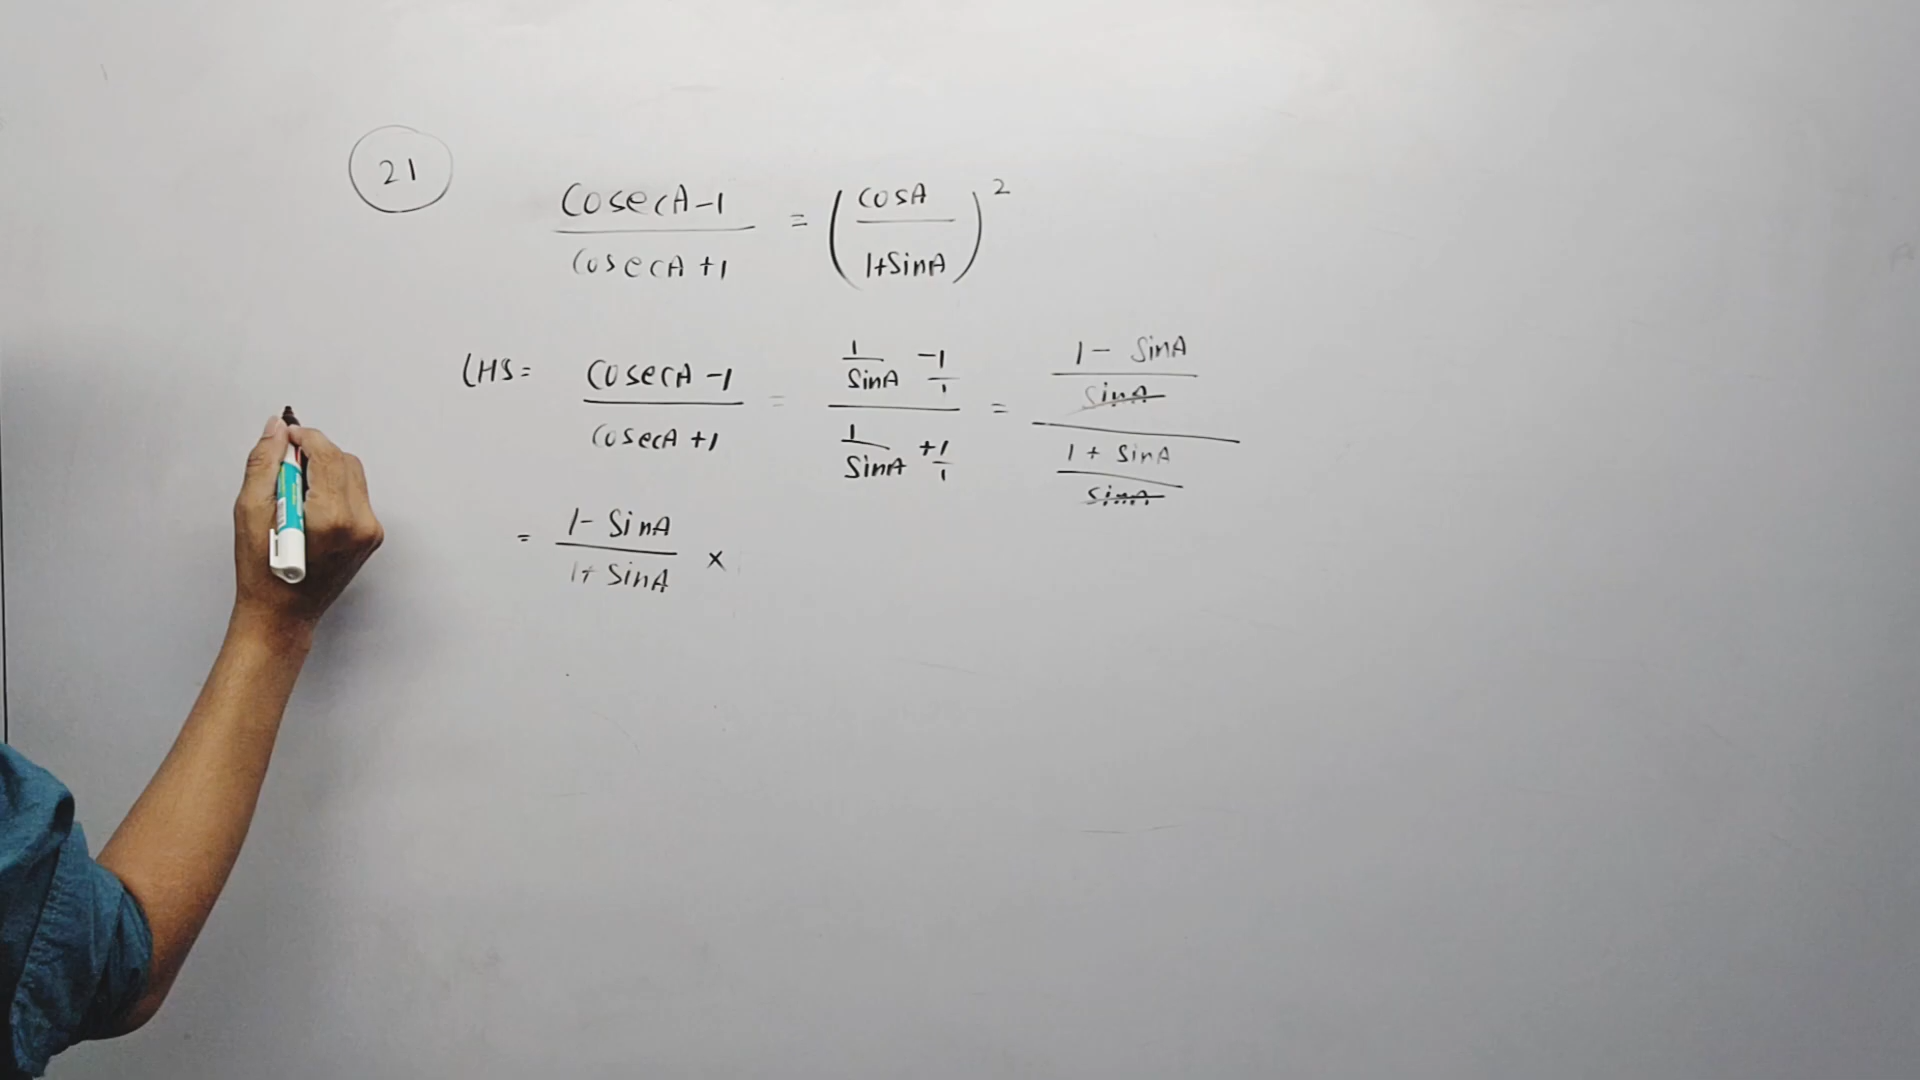 21
CosecA-1 / CosecA+1 = (CosA / 1+SinA)²
LHS = CosecA-1 / CosecA+1 = 1/SinA -1/1 / 1/SinA +1/1 = 1- SinA / SinA / 1+ SinA / SinA
= 1- SinA / 1+ SinA ×